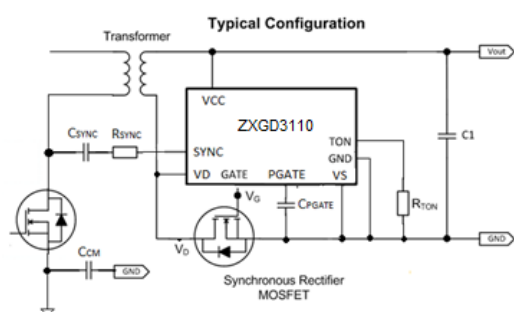 Typical Configuration
Transformer
Vout
VCC
ZXGD3110
C1
CSYNC
RSYNC
SYNC
TON
GND
VD
GATE
PGATE
VS
VG
CPGATE
RTON
VD
GND
CCM
GND
Synchronous Rectifier
MOSFET